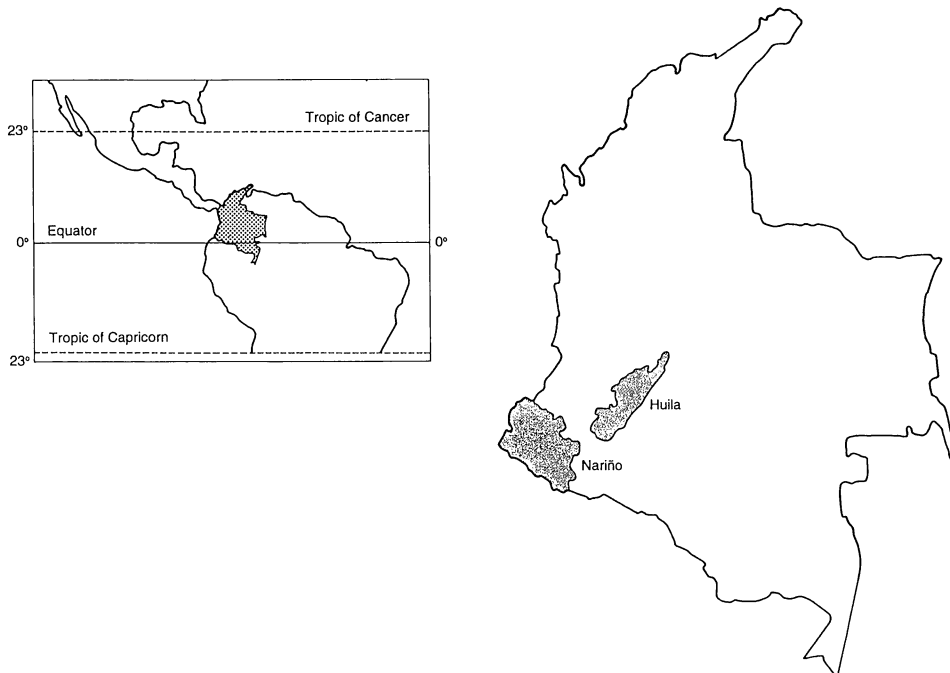 Tropic of Cancer
23°
Equator
0°
0°
Tropic of Capricorn
23°
Huila
Nariño